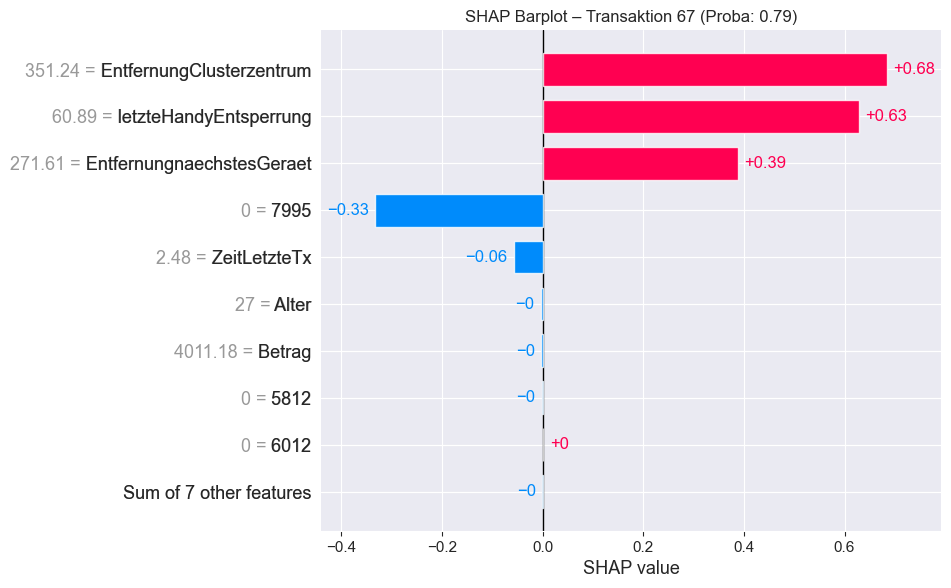 SHAP Barplot – Transaktion 67 (Proba: 0.79)
351.24 = EntfernungClusterzentrum +0.68
60.89 = letzteHandyEntsperrung +0.63
271.61 = EntfernungnaechstesGeraet +0.39
0 = 7995 −0.33
2.48 = ZeitLetzteTx −0.06
27 = Alter −0
4011.18 = Betrag −0
0 = 5812 −0
0 = 6012 +0
Sum of 7 other features −0
−0.4 −0.2 0.0 0.2 0.4 0.6
SHAP value